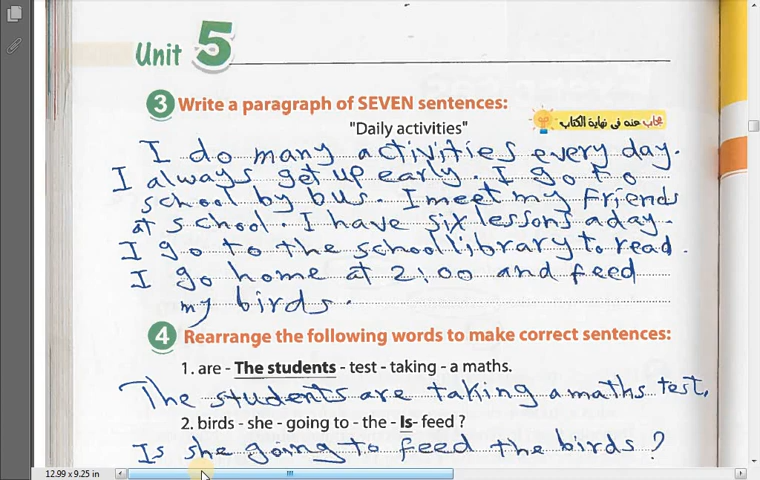 Unit 5
3 Write a paragraph of SEVEN sentences:
مجاب عنه فى نهاية الكتاب
"Daily activities"
I do many activities every day.
I always get up early. I go to
school by bus. I meet my friends
at school. I have six lessons a day.
I go to the school library to read.
I go home at 2:00 and feed
my birds.
4 Rearrange the following words to make correct sentences:
1. are - The students - test - taking - a maths.
The students are taking a maths test.
2. birds - she - going to - the - Is- feed ?
Is she going to feed the birds?
12.99 x 9.25 in